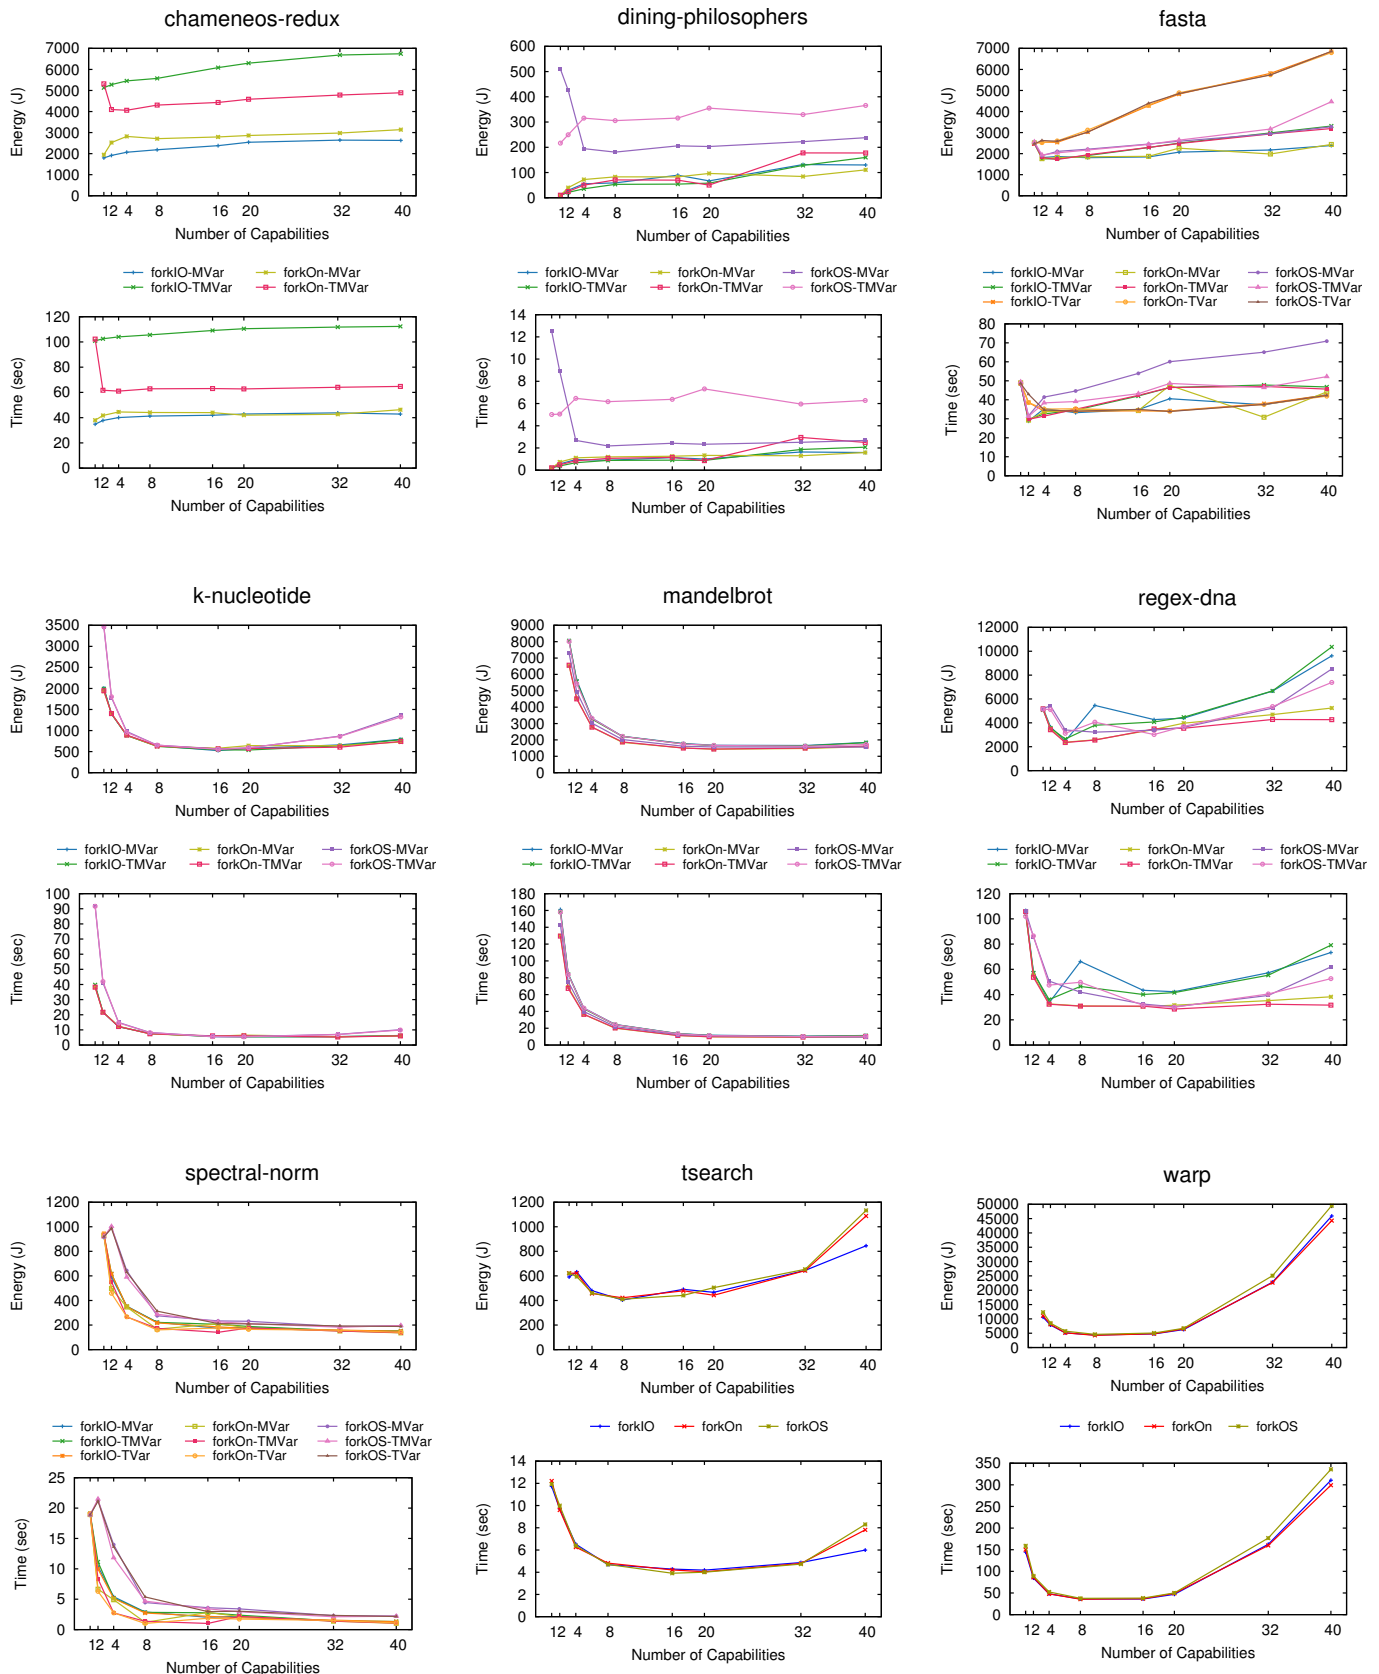 chameneos-redux
7000
6000
5000
4000
3000
2000
1000
0
Energy (J)
12 4 8 16 20 32 40
Number of Capabilities
forkIO-MVar forkOn-MVar
forkIO-TMVar forkOn-TMVar
120
100
80
60
40
20
0
Time (sec)
12 4 8 16 20 32 40
Number of Capabilities
dining-philosophers
600
500
400
300
200
100
0
Energy (J)
12 4 8 16 20 32 40
Number of Capabilities
forkIO-MVar forkOn-MVar forkOS-MVar
forkIO-TMVar forkOn-TMVar forkOS-TMVar
14
12
10
8
6
4
2
0
Time (sec)
12 4 8 16 20 32 40
Number of Capabilities
fasta
7000
6000
5000
4000
3000
2000
1000
0
Energy (J)
12 4 8 16 20 32 40
Number of Capabilities
forkIO-MVar forkOn-MVar forkOS-MVar
forkIO-TMVar forkOn-TMVar forkOS-TMVar
forkIO-TVar forkOn-TVar forkOS-TVar
80
70
60
50
40
30
20
10
0
Time (sec)
12 4 8 16 20 32 40
Number of Capabilities
k-nucleotide
3500
3000
2500
2000
1500
1000
500
0
Energy (J)
12 4 8 16 20 32 40
Number of Capabilities
forkIO-MVar forkOn-MVar forkOS-MVar
forkIO-TMVar forkOn-TMVar forkOS-TMVar
100
90
80
70
60
50
40
30
20
10
0
Time (sec)
12 4 8 16 20 32 40
Number of Capabilities
mandelbrot
9000
8000
7000
6000
5000
4000
3000
2000
1000
0
Energy (J)
12 4 8 16 20 32 40
Number of Capabilities
forkIO-MVar forkOn-MVar forkOS-MVar
forkIO-TMVar forkOn-TMVar forkOS-TMVar
180
160
140
120
100
80
60
40
20
0
Time (sec)
12 4 8 16 20 32 40
Number of Capabilities
regex-dna
12000
10000
8000
6000
4000
2000
0
Energy (J)
12 4 8 16 20 32 40
Number of Capabilities
forkIO-MVar forkOn-MVar forkOS-MVar
forkIO-TMVar forkOn-TMVar forkOS-TMVar
120
100
80
60
40
20
0
Time (sec)
12 4 8 16 20 32 40
Number of Capabilities
spectral-norm
1200
1000
800
600
400
200
0
Energy (J)
12 4 8 16 20 32 40
Number of Capabilities
forkIO-MVar forkOn-MVar forkOS-MVar
forkIO-TMVar forkOn-TMVar forkOS-TMVar
forkIO-TVar forkOn-TVar forkOS-TVar
25
20
15
10
5
0
Time (sec)
12 4 8 16 20 32 40
Number of Capabilities
tsearch
1200
1000
800
600
400
200
0
Energy (J)
12 4 8 16 20 32 40
Number of Capabilities
forkIO forkOn forkOS
14
12
10
8
6
4
2
0
Time (sec)
12 4 8 16 20 32 40
Number of Capabilities
warp
50000
45000
40000
35000
30000
25000
20000
15000
10000
5000
0
Energy (J)
12 4 8 16 20 32 40
Number of Capabilities
forkIO forkOn forkOS
350
300
250
200
150
100
50
0
Time (sec)
12 4 8 16 20 32 40
Number of Capabilities